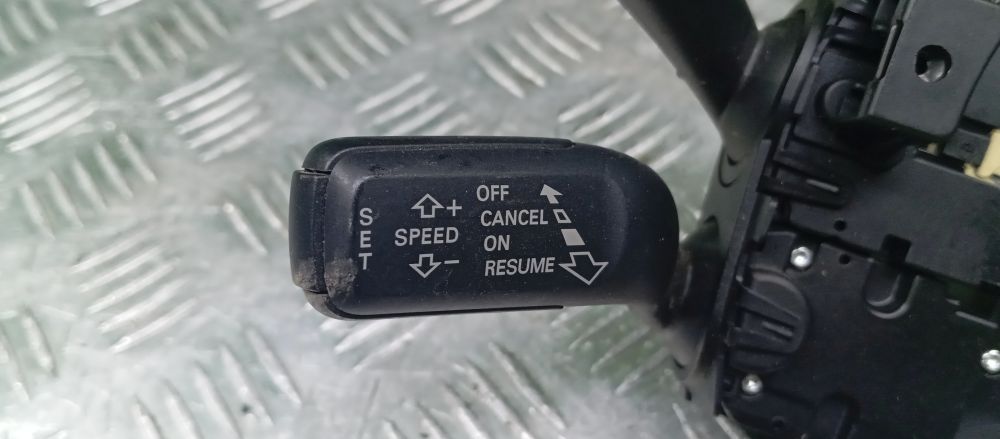 SET
+
SPEED
−
OFF
CANCEL
ON
RESUME